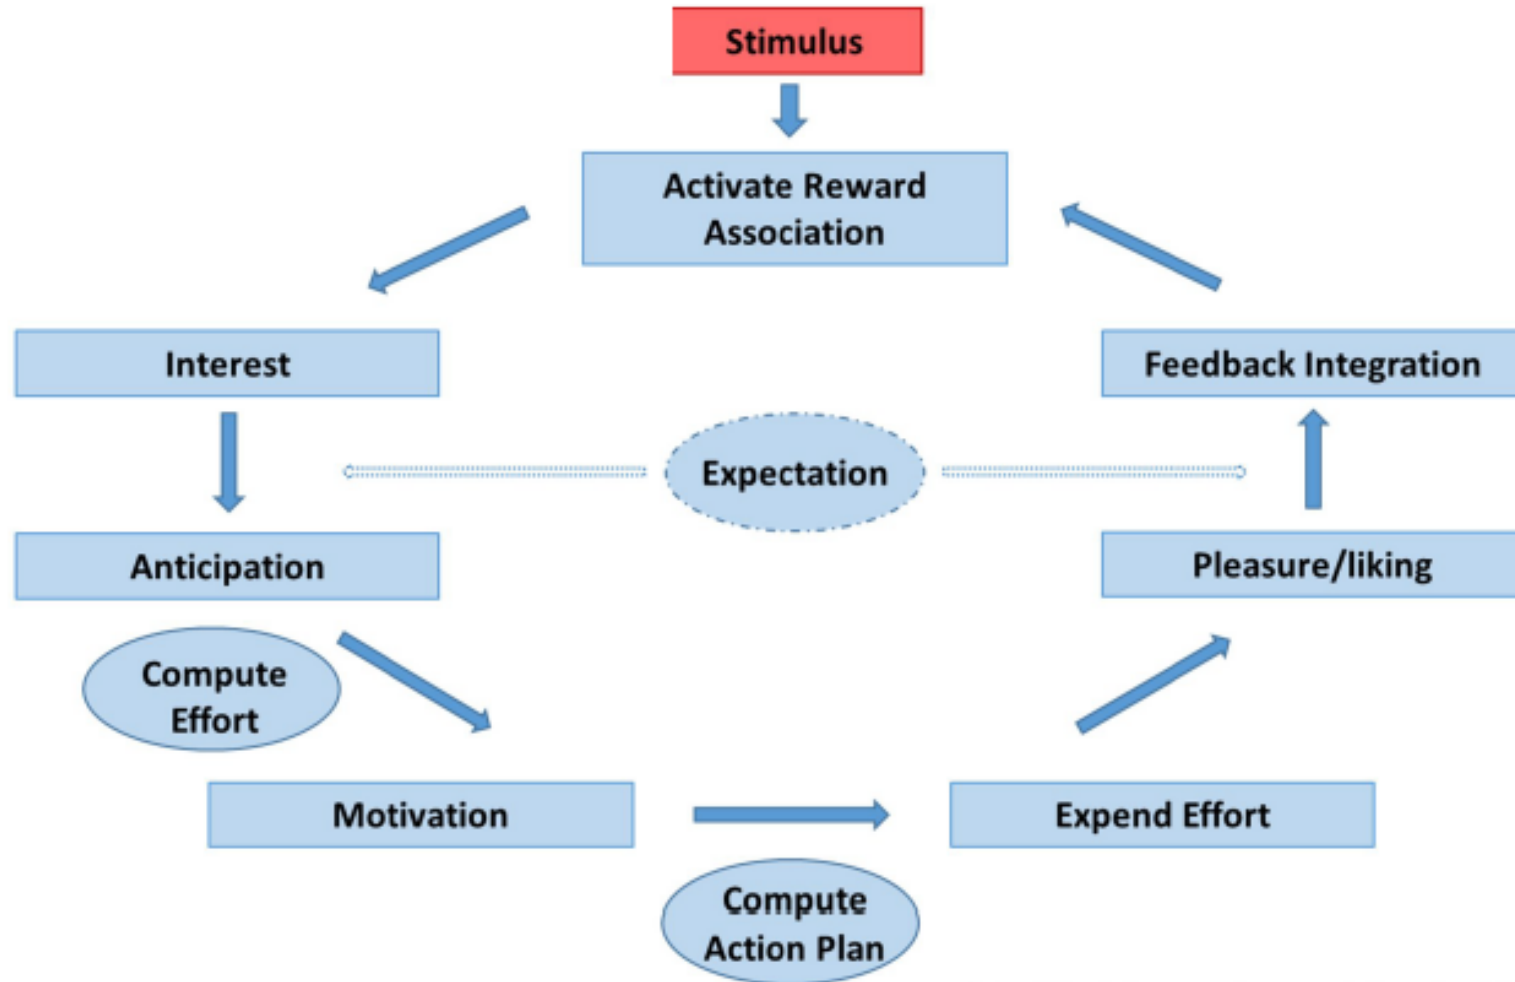 Stimulus
Activate Reward
Association
Interest
Feedback Integration
Expectation
Anticipation
Pleasure/liking
Compute
Effort
Motivation
Expend Effort
Compute
Action Plan